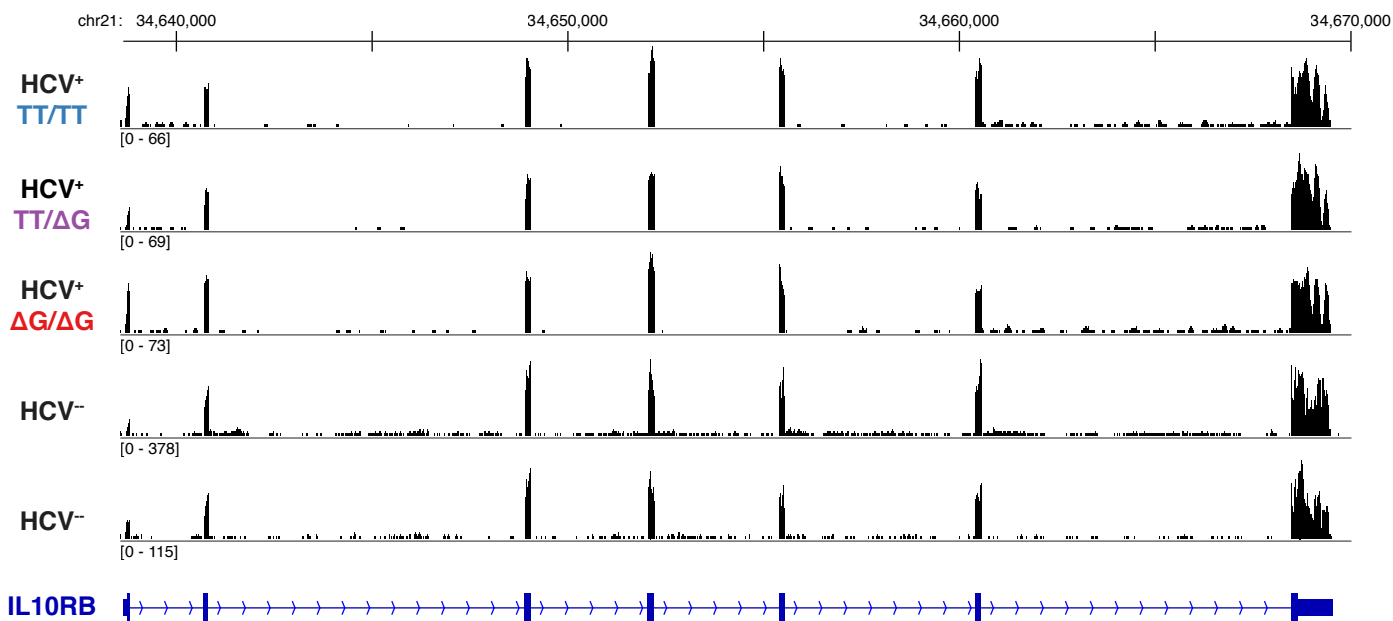 chr21: 34,640,000 34,650,000 34,660,000 34,670,000
HCV⁺
TT/TT
[0 - 66]
HCV⁺
TT/ΔG
[0 - 69]
HCV⁺
ΔG/ΔG
[0 - 73]
HCV⁻⁻
[0 - 378]
HCV⁻⁻
[0 - 115]
IL10RB